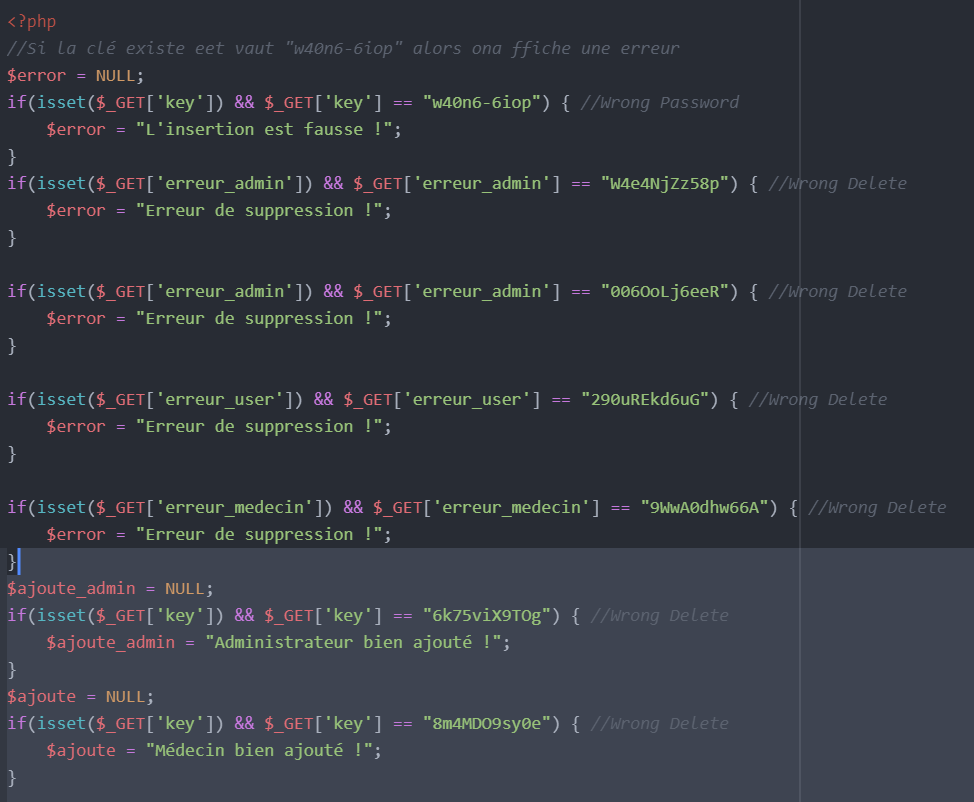 <?php
//Si la clé existe eet vaut "w40n6-6iop" alors ona ffiche une erreur
$error = NULL;
if(isset($_GET['key']) && $_GET['key'] == "w40n6-6iop") { //Wrong Password
    $error = "L'insertion est fausse !";
}
if(isset($_GET['erreur_admin']) && $_GET['erreur_admin'] == "W4e4NjZz58p") { //Wrong Delete
    $error = "Erreur de suppression !";
}
if(isset($_GET['erreur_admin']) && $_GET['erreur_admin'] == "006OoLj6eeR") { //Wrong Delete
    $error = "Erreur de suppression !";
}
if(isset($_GET['erreur_user']) && $_GET['erreur_user'] == "290uREkd6uG") { //Wrong Delete
    $error = "Erreur de suppression !";
}
if(isset($_GET['erreur_medecin']) && $_GET['erreur_medecin'] == "9WwA0dhw66A") { //Wrong Delete
    $error = "Erreur de suppression !";
}
$ajoute_admin = NULL;
if(isset($_GET['key']) && $_GET['key'] == "6k75viX9TOg") { //Wrong Delete
    $ajoute_admin = "Administrateur bien ajouté !";
}
$ajoute = NULL;
if(isset($_GET['key']) && $_GET['key'] == "8m4MDO9sy0e") { //Wrong Delete
    $ajoute = "Médecin bien ajouté !";
}